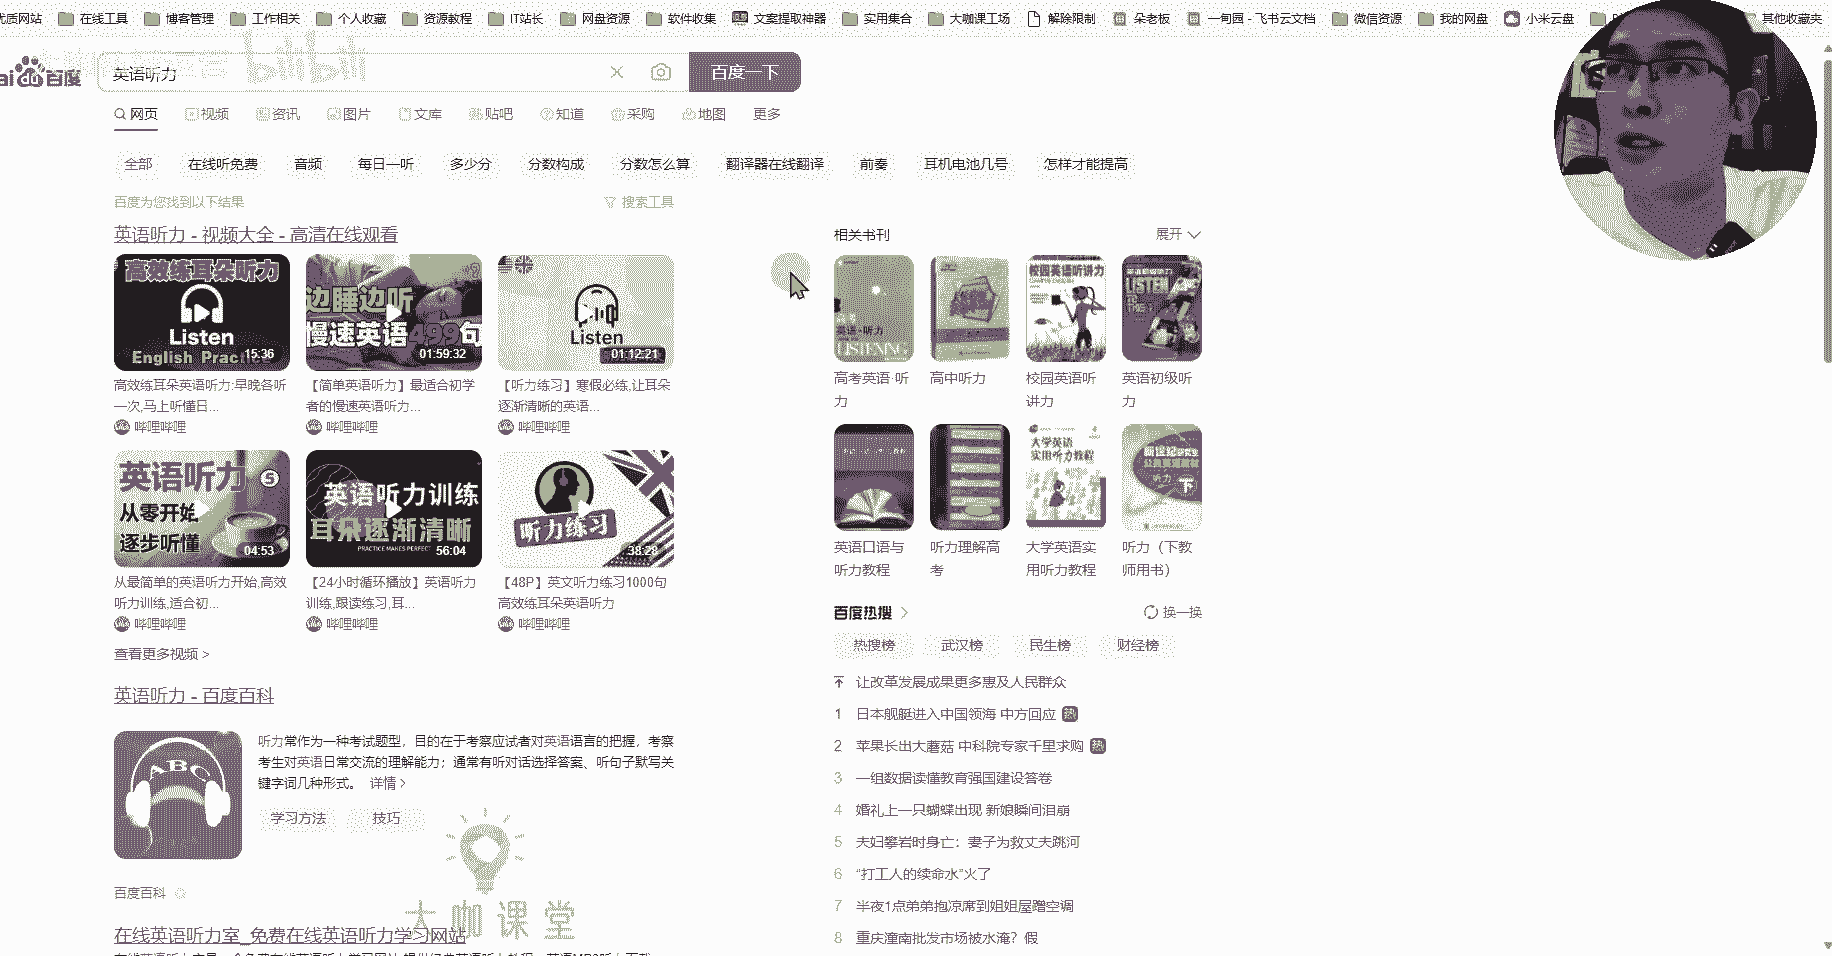 优质网站 在线工具 博客管理 工作相关 个人收藏 资源教程 IT站长 网盘资源 软件收集 文案提取神器 实用集合 大咖课工场 解除限制 朵老板 一甸园 - 飞书云文档 微信资源 我的网盘 小米云盘 其他收藏夹
bilibili
百度 英语听力 百度一下
网页 视频 资讯 图片 文库 贴吧 知道 采购 地图 更多
全部 在线听免费 音频 每日一听 多少分 分数构成 分数怎么算 翻译器在线翻译 前奏 耳机电池几号 怎样才能提高
百度为您找到以下结果 搜索工具
英语听力 - 视频大全 - 高清在线观看
高效练耳朵听力
Listen
English Practice
15:36
边睡边听
慢速英语499句
01:59:32
Listen
01:12:21
高效练耳朵英语听力:早晚各听
一次,马上听懂日...
哔哩哔哩
【简单英语听力】最适合初学
者的慢速英语听力...
哔哩哔哩
【听力练习】寒假必练,让耳朵
逐渐清晰的英语...
哔哩哔哩
英语听力 5
从零开始
逐步听懂
04:53
英语听力训练
耳朵逐渐清晰
PRACTICE MAKES PERFECT
56:04
听力练习
38:28
从最简单的英语听力开始,高效
听力训练,适合初...
哔哩哔哩
【24小时循环播放】英语听力
训练,跟读练习,耳...
哔哩哔哩
【48P】英文听力练习1000句
高效练耳朵英语听力
哔哩哔哩
查看更多视频 >
英语听力 - 百度百科
ABC
听力常作为一种考试题型，目的在于考察应试者对英语语言的把握，考察
考生对英语日常交流的理解能力；通常有听对话选择答案、听句子默写关
键字词几种形式。 详情 >
学习方法 技巧
百度百科
大咖课堂
在线英语听力室_免费在线英语听力学习网站
相关书刊 展开
英语·听力
LISTENING
校园英语听讲力
LISTEN
高考英语·听
力
高中听力
校园英语听
讲力
英语初级听
力
大学英语
实用听力教程
下
英语口语与
听力教程
听力理解高
考
大学英语实
用听力教程
听力（下教
师用书）
百度热搜 > 换一换
热搜榜 武汉榜 民生榜 财经榜
让改革发展成果更多惠及人民群众
1 日本舰艇进入中国领海 中方回应 热
2 苹果长出大蘑菇 中科院专家千里求购 热
3 一组数据读懂教育强国建设答卷
4 婚礼上一只蝴蝶出现 新娘瞬间泪崩
5 夫妇攀岩时身亡：妻子为救丈夫跳河
6 “打工人的续命水”火了
7 半夜1点弟弟抱凉席到姐姐屋蹭空调
8 重庆潼南批发市场被水淹？假